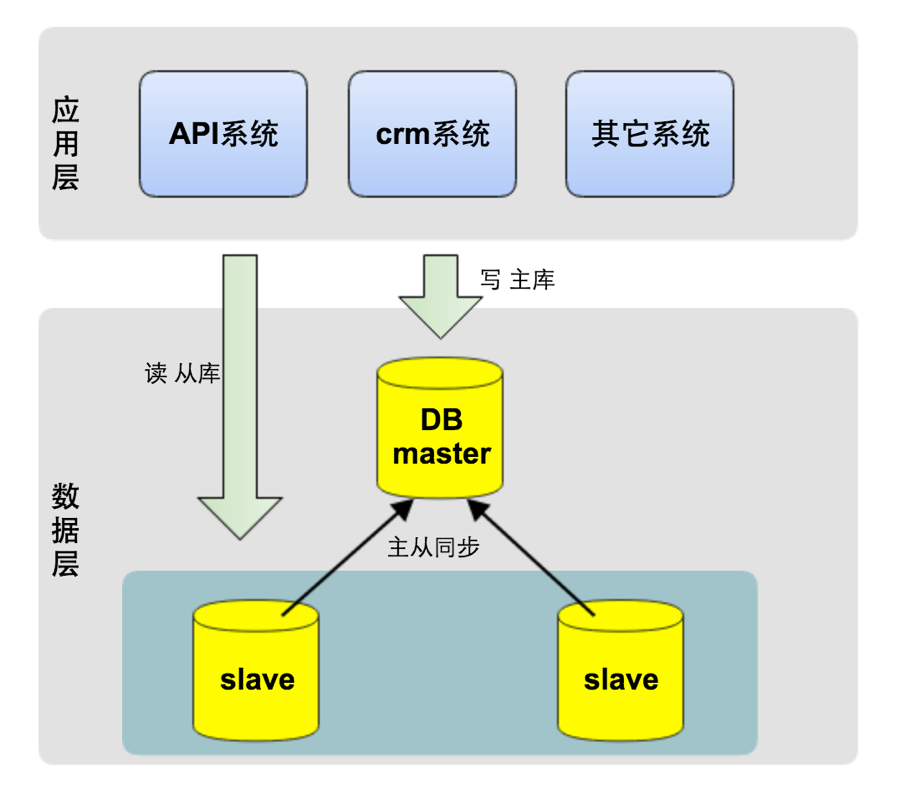 应用层
API系统
crm系统
其它系统
写 主库
读 从库
DB
master
数据层
主从同步
slave
slave